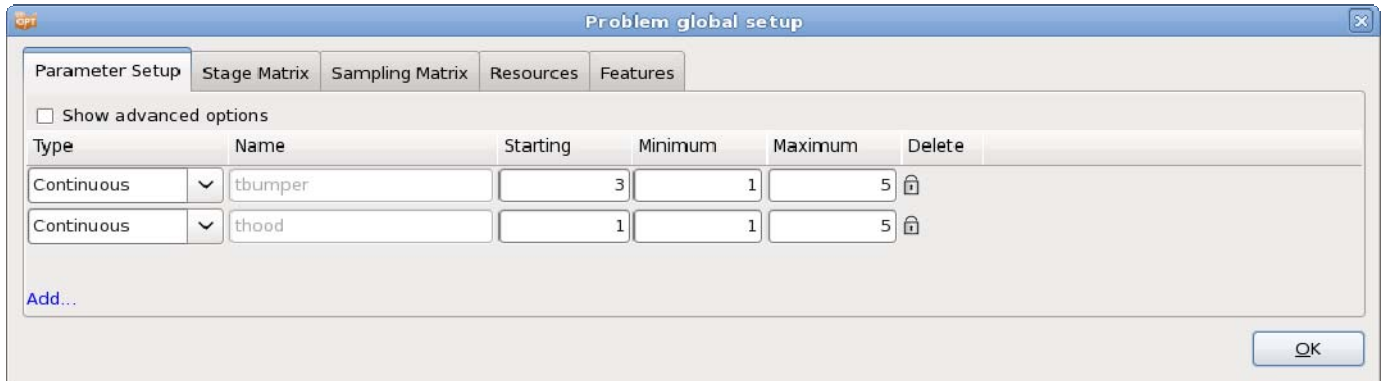 OPT Problem global setup
Parameter Setup Stage Matrix Sampling Matrix Resources Features
Show advanced options
Type Name Starting Minimum Maximum Delete
Continuous tbumper 3 1 5
Continuous thood 1 1 5
Add...
OK